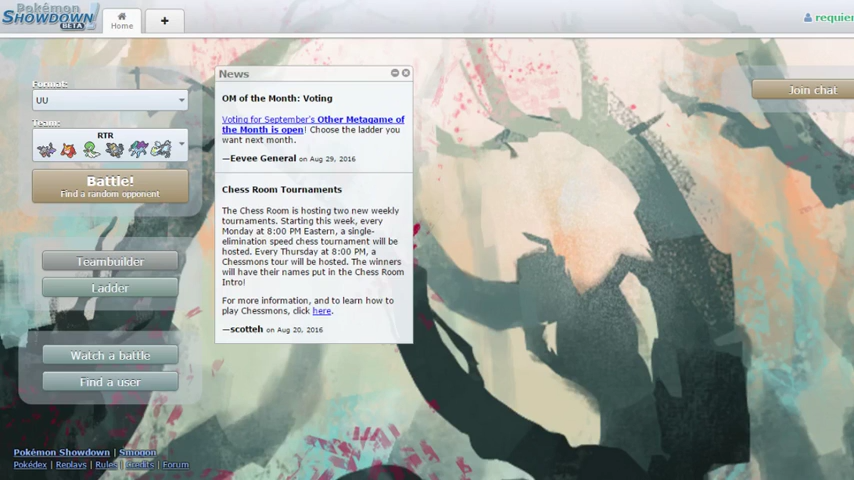 Pokémon
SHOWDOWN
BETA
Home
+
requier
Format:
UU
Team:
RTR
Battle!
Find a random opponent
Teambuilder
Ladder
Watch a battle
Find a user
News
OM of the Month: Voting
Voting for September's Other Metagame of
the Month is open! Choose the ladder you
want next month.
—Eevee General on Aug 29, 2016
Chess Room Tournaments
The Chess Room is hosting two new weekly
tournaments. Starting this week, every
Monday at 8:00 PM Eastern, a single-
elimination speed chess tournament will be
hosted. Every Thursday at 8:00 PM, a
Chessmons tour will be hosted. The winners
will have their names put in the Chess Room
Intro!
For more information, and to learn how to
play Chessmons, click here.
—scotteh on Aug 20, 2016
Join chat
Pokémon Showdown | Smogon
Pokédex | Replays | Rules | Credits | Forum